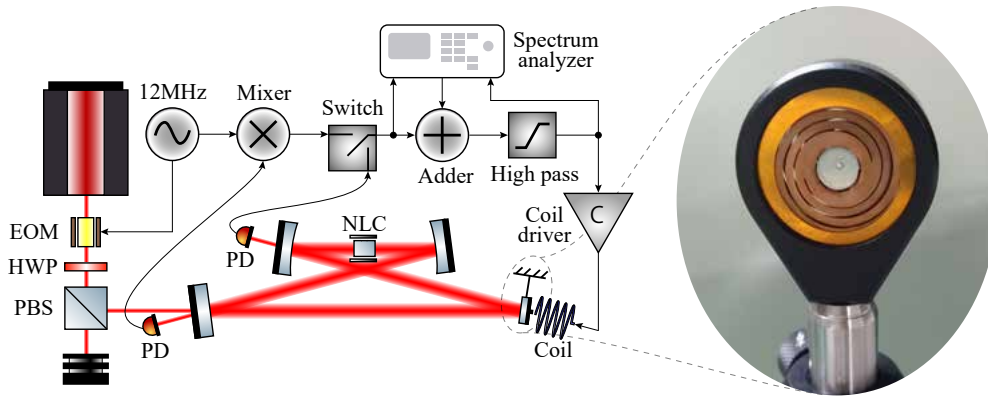 Spectrum
analyzer
12MHz
Mixer
Switch
Adder
High pass
EOM
HWP
PBS
PD
NLC
PD
Coil
driver
C
Coil